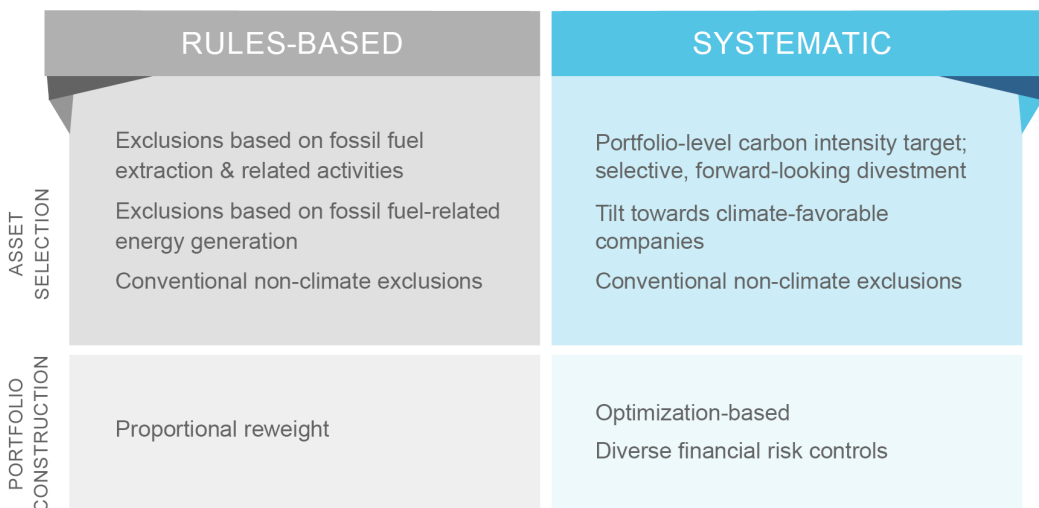 RULES-BASED
SYSTEMATIC
ASSET
SELECTION
Exclusions based on fossil fuel
extraction & related activities
Exclusions based on fossil fuel-related
energy generation
Conventional non-climate exclusions
Portfolio-level carbon intensity target;
selective, forward-looking divestment
Tilt towards climate-favorable
companies
Conventional non-climate exclusions
PORTFOLIO
CONSTRUCTION
Proportional reweight
Optimization-based
Diverse financial risk controls